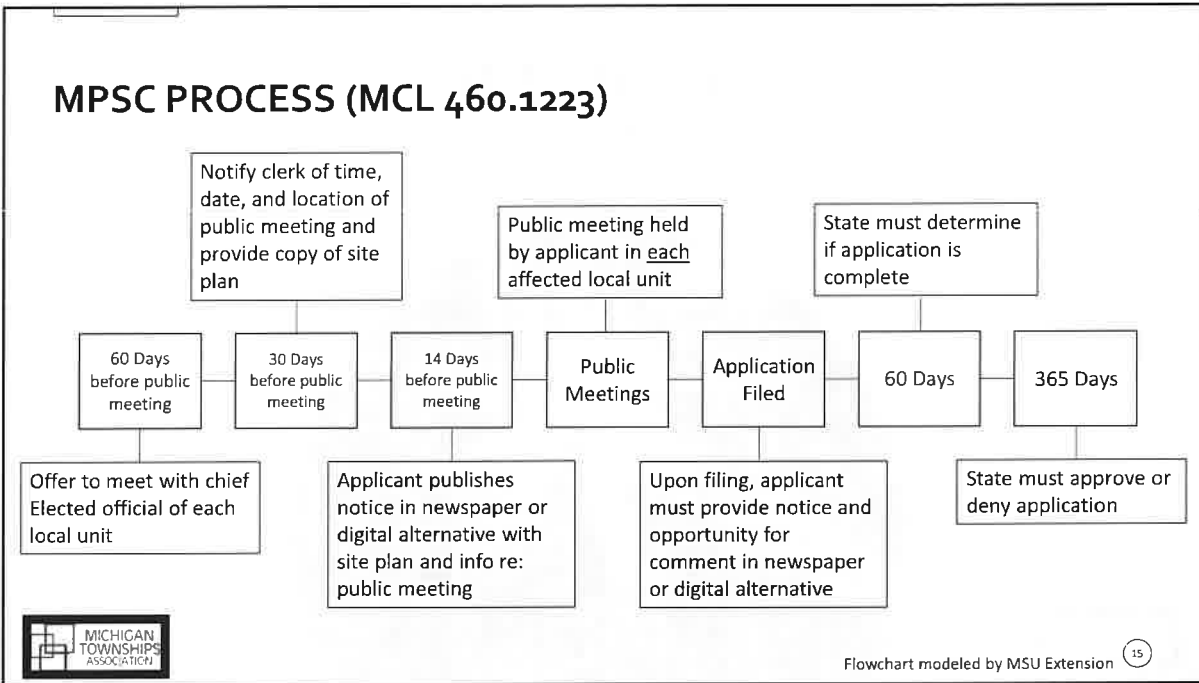 MPSC PROCESS (MCL 460.1223)
Notify clerk of time,
date, and location of
public meeting and
provide copy of site
plan
Public meeting held
by applicant in each
affected local unit
State must determine
if application is
complete
60 Days
before public
meeting
30 Days
before public
meeting
14 Days
before public
meeting
Public
Meetings
Application
Filed
60 Days
365 Days
Offer to meet with chief
Elected official of each
local unit
Applicant publishes
notice in newspaper or
digital alternative with
site plan and info re:
public meeting
Upon filing, applicant
must provide notice and
opportunity for
comment in newspaper
or digital alternative
State must approve or
deny application
MICHIGAN
TOWNSHIPS
ASSOCIATION
Flowchart modeled by MSU Extension
15